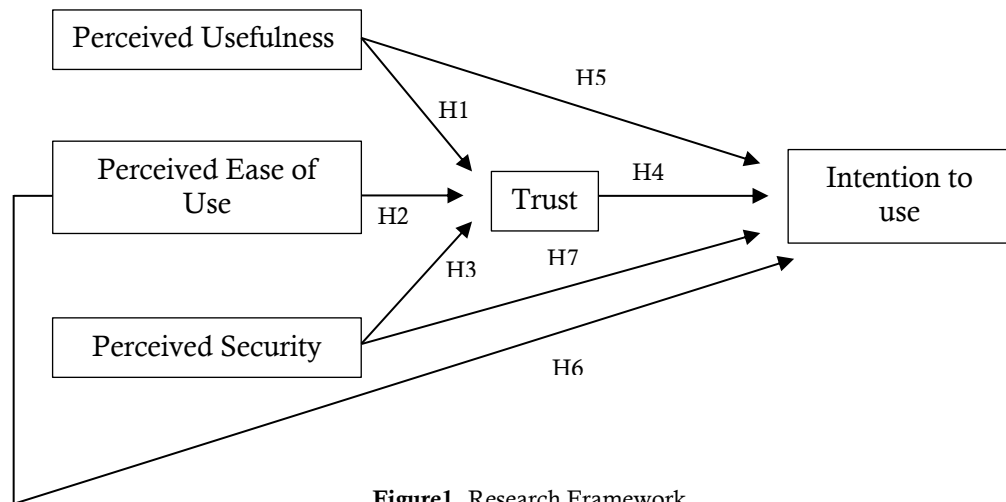 Perceived Usefulness
H5
H1
Perceived Ease of
Use
H2
Trust
H4
Intention to
use
H3
H7
Perceived Security
H6
Figure1. Research Framework